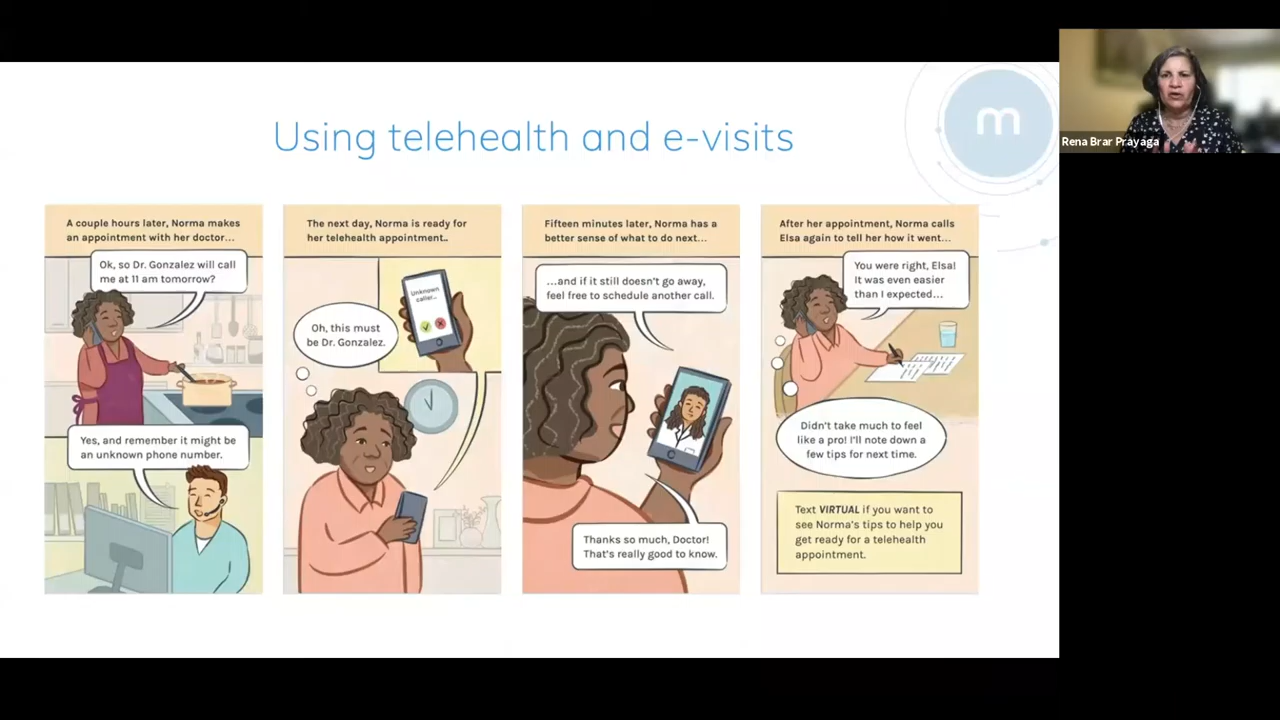 Using telehealth and e-visits
m
Rena Brar Prayaga
A couple hours later, Norma makes
an appointment with her doctor...
Ok, so Dr. Gonzalez will call
me at 11 am tomorrow?
Yes, and remember it might be
an unknown phone number.
The next day, Norma is ready for
her telehealth appointment..
Unknown
caller...
Oh, this must
be Dr. Gonzalez.
Fifteen minutes later, Norma has a
better sense of what to do next...
...and if it still doesn't go away,
feel free to schedule another call.
Thanks so much, Doctor!
That's really good to know.
After her appointment, Norma calls
Elsa again to tell her how it went...
You were right, Elsa!
It was even easier
than I expected...
Didn't take much to feel
like a pro! I'll note down a
few tips for next time.
Text VIRTUAL if you want to
see Norma's tips to help you
get ready for a telehealth
appointment.